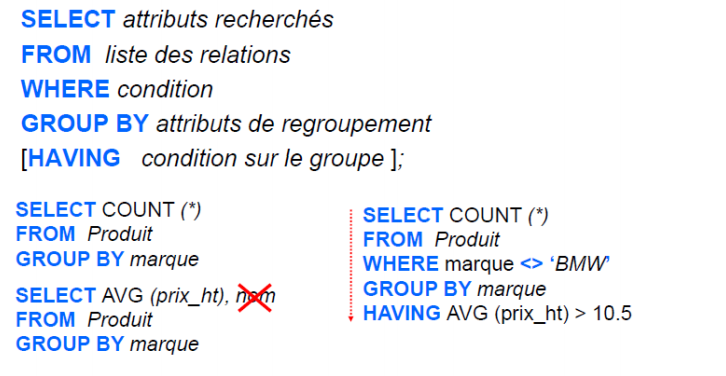 SELECT attributs recherchés
FROM liste des relations
WHERE condition
GROUP BY attributs de regroupement
[HAVING condition sur le groupe ];
SELECT COUNT (*)
FROM Produit
GROUP BY marque
SELECT AVG (prix_ht), nom
FROM Produit
GROUP BY marque
SELECT COUNT (*)
FROM Produit
WHERE marque <> ‘BMW’
GROUP BY marque
HAVING AVG (prix_ht) > 10.5